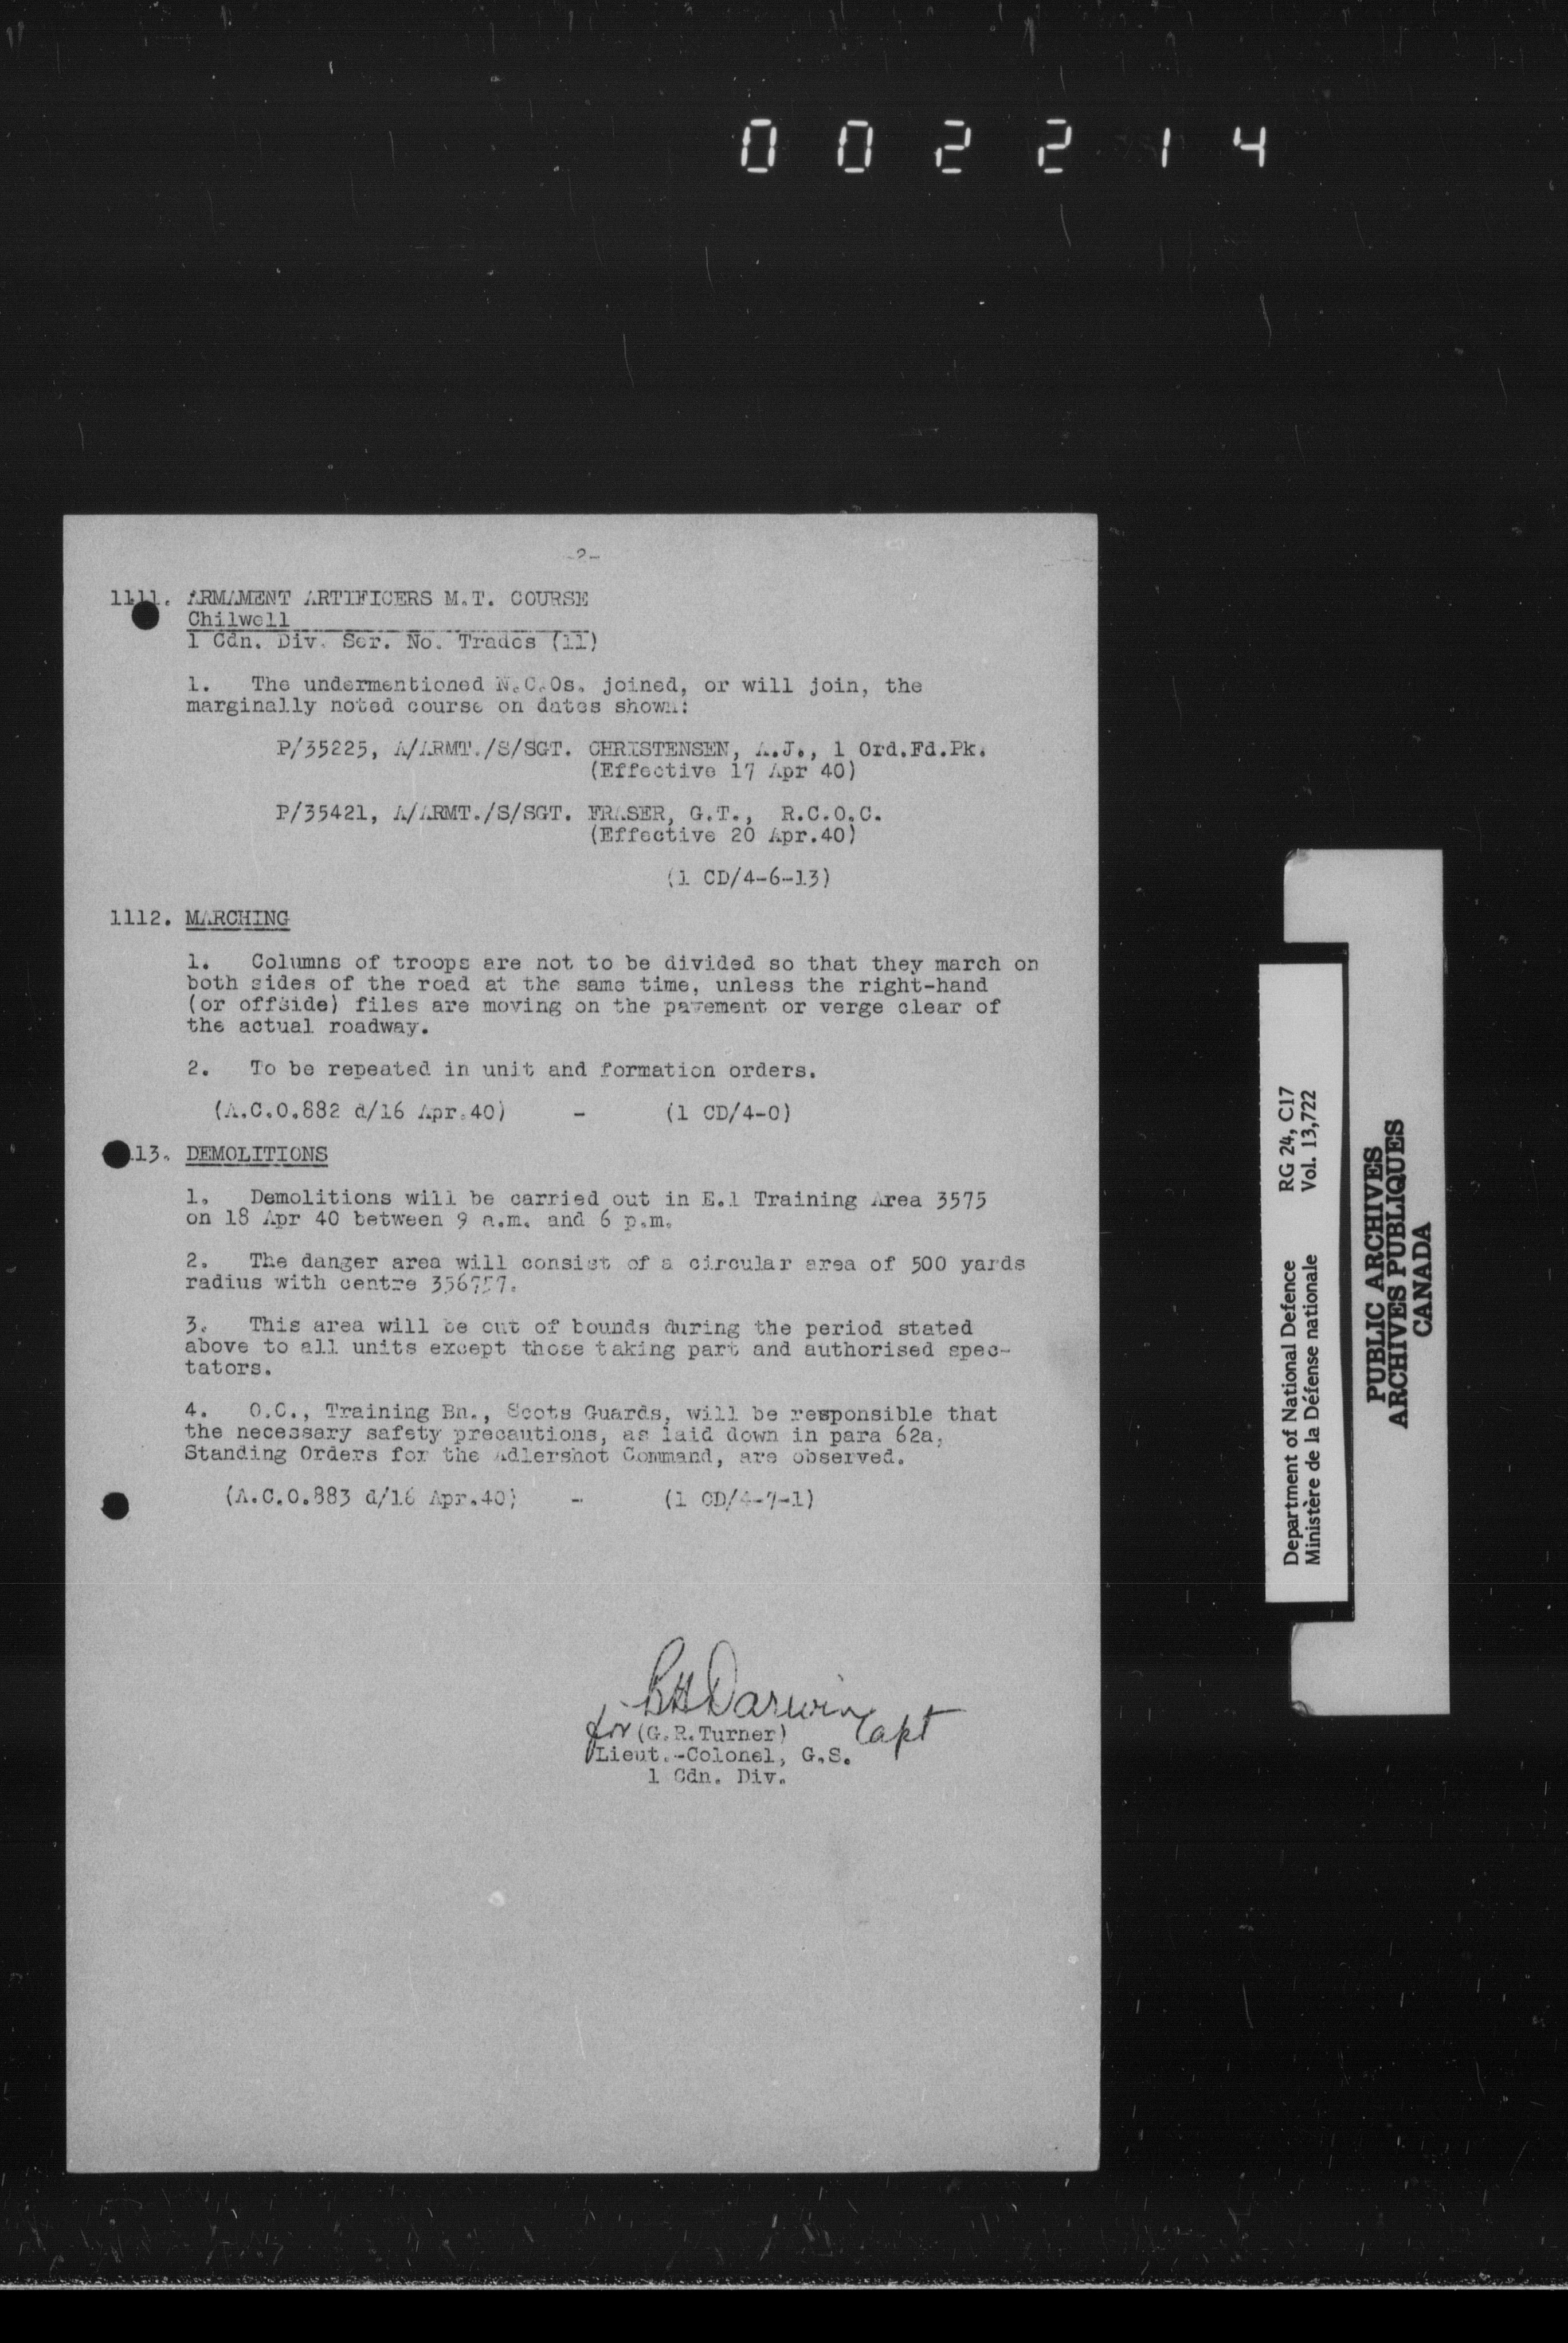 002214
-2-
1111. ARMAMENT ARTIFICERS M.T. COURSE
Chilwell
1 Cdn. Div. Ser. No. Trades (11)
1. The undermentioned N.C.Os. joined, or will join, the
marginally noted course on dates shown:
P/35225, A/ARMT./S/SGT. CHRISTENSEN, A.J., 1 Ord.Fd.Pk.
(Effective 17 Apr 40)
P/35421, A/ARMT./S/SGT. FRASER, G.T., R.C.O.C.
(Effective 20 Apr.40)
(1 CD/4-6-13)
1112. MARCHING
1. Columns of troops are not to be divided so that they march on
both sides of the road at the same time, unless the right-hand
(or offside) files are moving on the pavement or verge clear of
the actual roadway.
2. To be repeated in unit and formation orders.
(A.C.O.882 d/16 Apr.40) - (1 CD/4-0)
13. DEMOLITIONS
1. Demolitions will be carried out in E.1 Training Area 3575
on 18 Apr 40 between 9 a.m. and 6 p.m.
2. The danger area will consist of a circular area of 500 yards
radius with centre 356757.
3. This area will be out of bounds during the period stated
above to all units except those taking part and authorised spec-
tators.
4. O.C., Training Bn., Scots Guards, will be responsible that
the necessary safety precautions, as laid down in para 62a,
Standing Orders for the Adlershot Command, are observed.
(A.C.O.883 d/16 Apr.40) - (1 CD/4-7-1)
Darwin Capt
for (G.R.Turner)
Lieut.-Colonel, G.S.
1 Cdn. Div.
Department of National Defence RG 24, C17
Ministère de la Défense nationale Vol. 13,722
PUBLIC ARCHIVES
ARCHIVES PUBLIQUES
CANADA